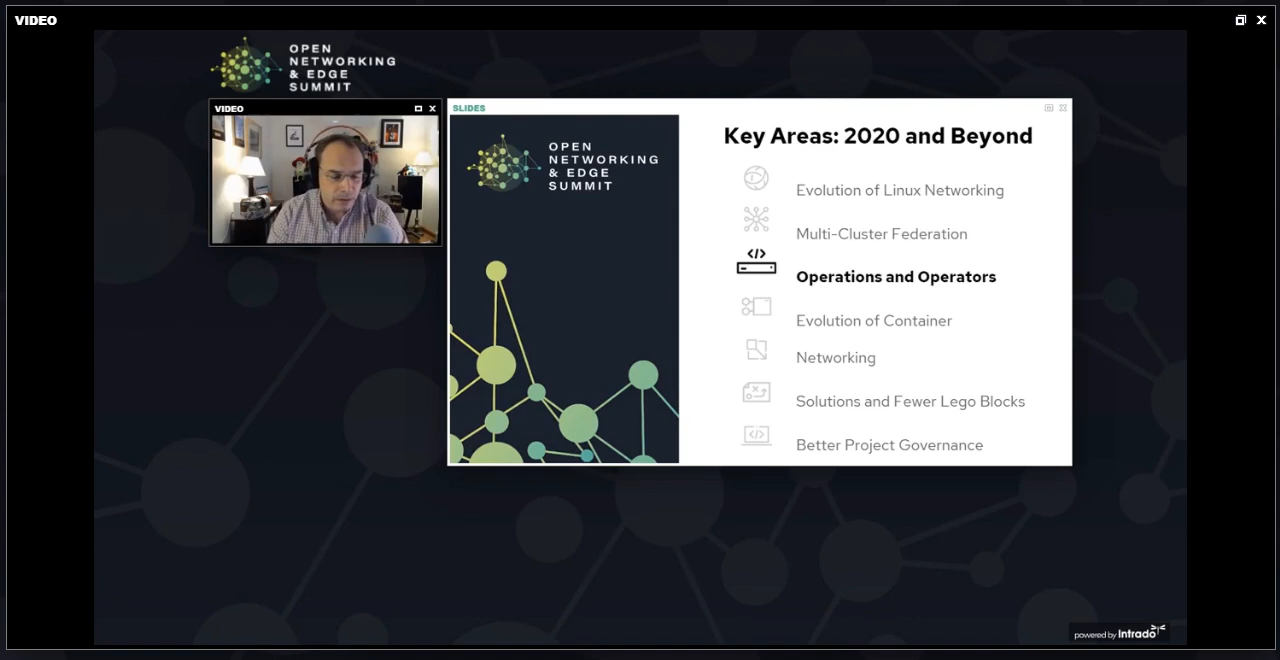 VIDEO
OPEN
NETWORKING
& EDGE
SUMMIT
VIDEO
SLIDES
OPEN
NETWORKING
& EDGE
SUMMIT
Key Areas: 2020 and Beyond
Evolution of Linux Networking
Multi-Cluster Federation
Operations and Operators
Evolution of Container
Networking
Solutions and Fewer Lego Blocks
Better Project Governance
powered by Intrado